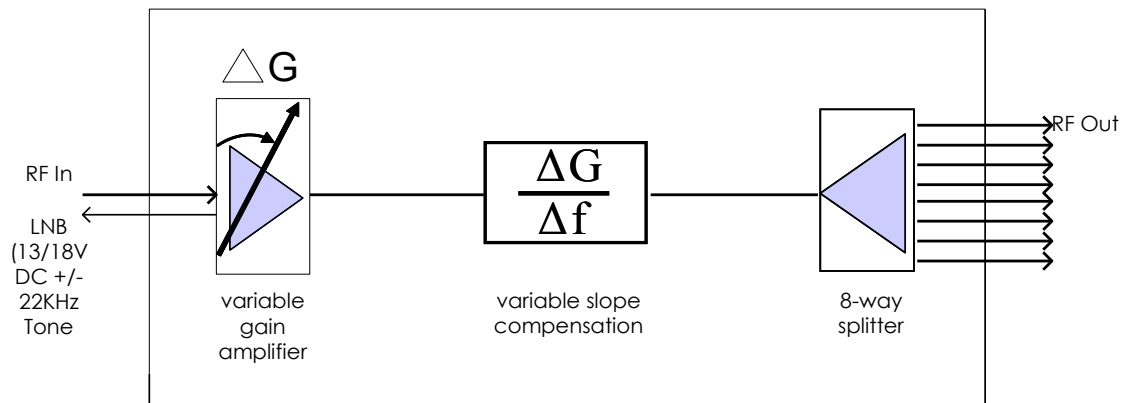 △ G
RF In
LNB
(13/18V
DC +/-
22KHz
Tone
variable
gain
amplifier
ΔG
Δf
variable slope
compensation
8-way
splitter
RF Out